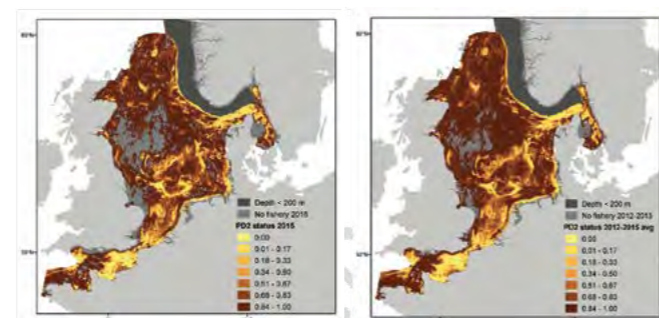 Depth < 200 m
No fishery 2015
PD2 status 2015
0.00
0.01 - 0.17
0.18 - 0.33
0.34 - 0.50
0.51 - 0.67
0.68 - 0.83
0.84 - 1.00
Depth < 200 m
No fishery 2012-2015
PD2 status 2012-2015 avg
0.00
0.01 - 0.17
0.18 - 0.33
0.34 - 0.50
0.51 - 0.67
0.68 - 0.83
0.84 - 1.00